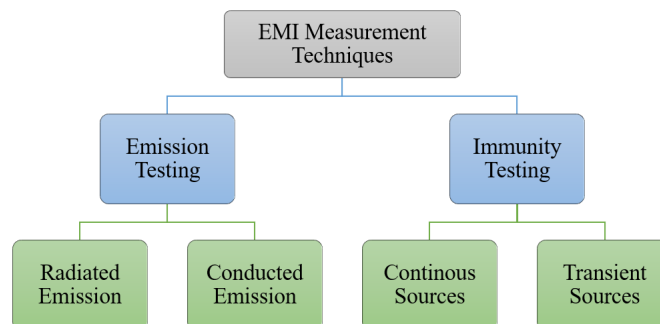 EMI Measurement
Techniques
Emission
Testing
Immunity
Testing
Radiated
Emission
Conducted
Emission
Continous
Sources
Transient
Sources